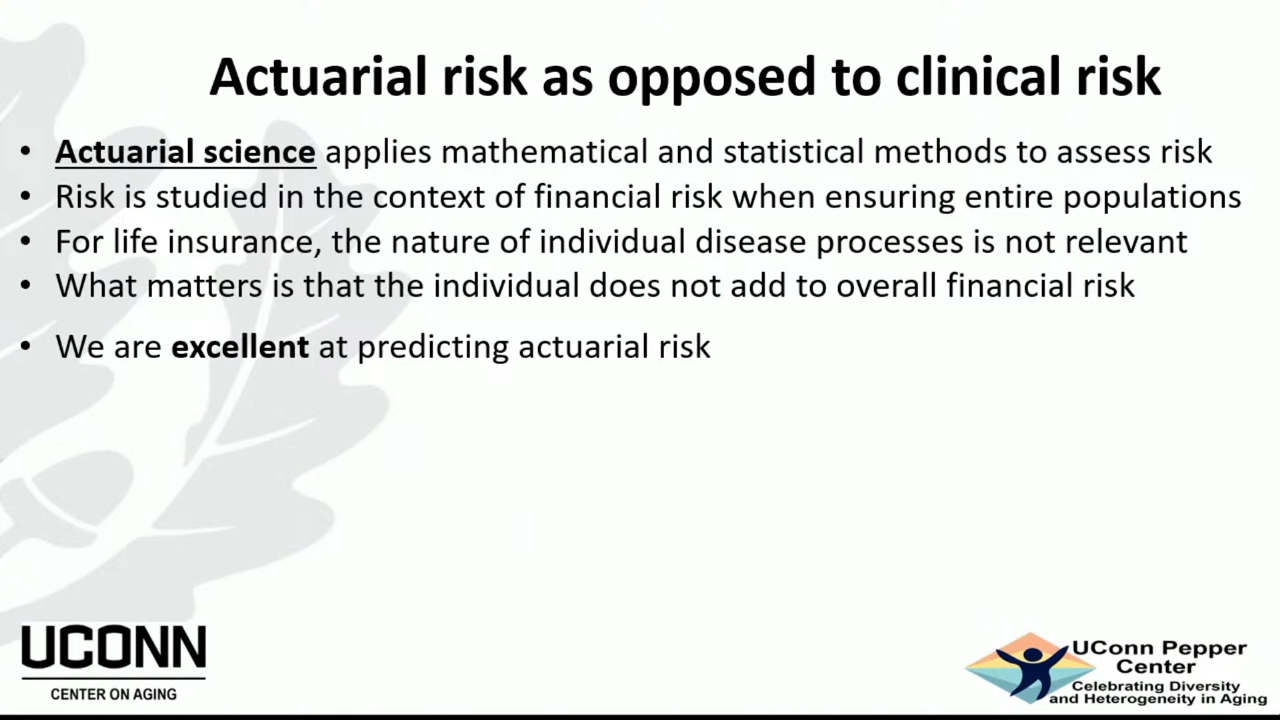 Actuarial risk as opposed to clinical risk
• Actuarial science applies mathematical and statistical methods to assess risk
• Risk is studied in the context of financial risk when ensuring entire populations
• For life insurance, the nature of individual disease processes is not relevant
• What matters is that the individual does not add to overall financial risk
• We are excellent at predicting actuarial risk
UCONN
CENTER ON AGING
UConn Pepper
Center
Celebrating Diversity
and Heterogeneity in Aging